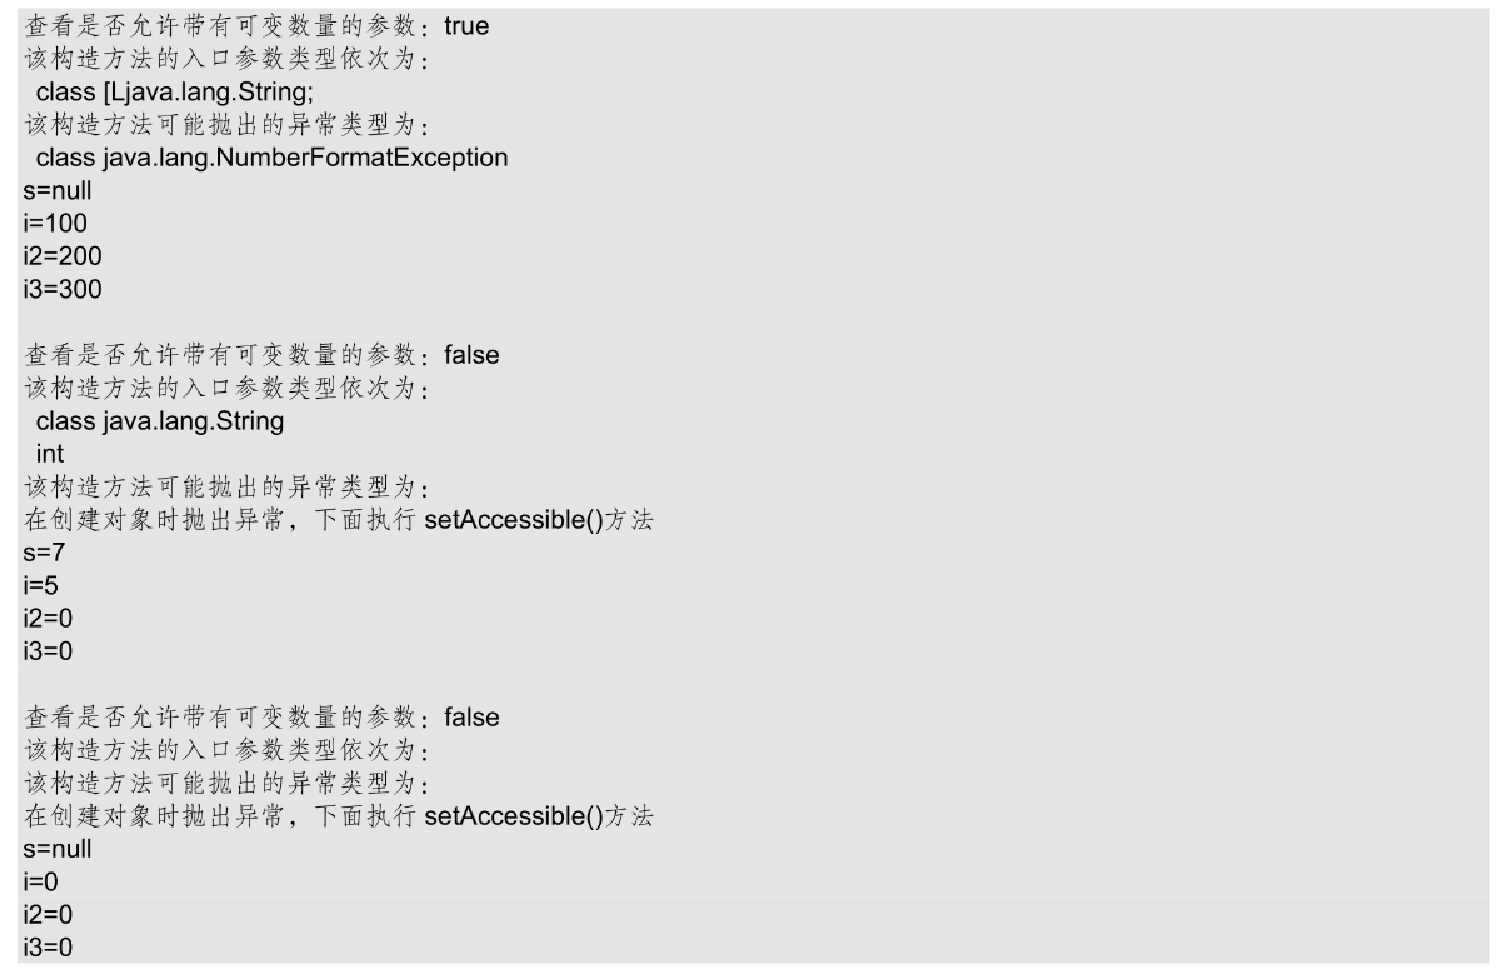 查看是否允许带有可变数量的参数：true
该构造方法的入口参数类型依次为：
class [Ljava.lang.String;
该构造方法可能抛出的异常类型为：
class java.lang.NumberFormatException
s=null
i=100
i2=200
i3=300
查看是否允许带有可变数量的参数：false
该构造方法的入口参数类型依次为：
class java.lang.String
int
该构造方法可能抛出的异常类型为：
在创建对象时抛出异常，下面执行 setAccessible()方法
s=7
i=5
i2=0
i3=0
查看是否允许带有可变数量的参数：false
该构造方法的入口参数类型依次为：
该构造方法可能抛出的异常类型为：
在创建对象时抛出异常，下面执行 setAccessible()方法
s=null
i=0
i2=0
i3=0